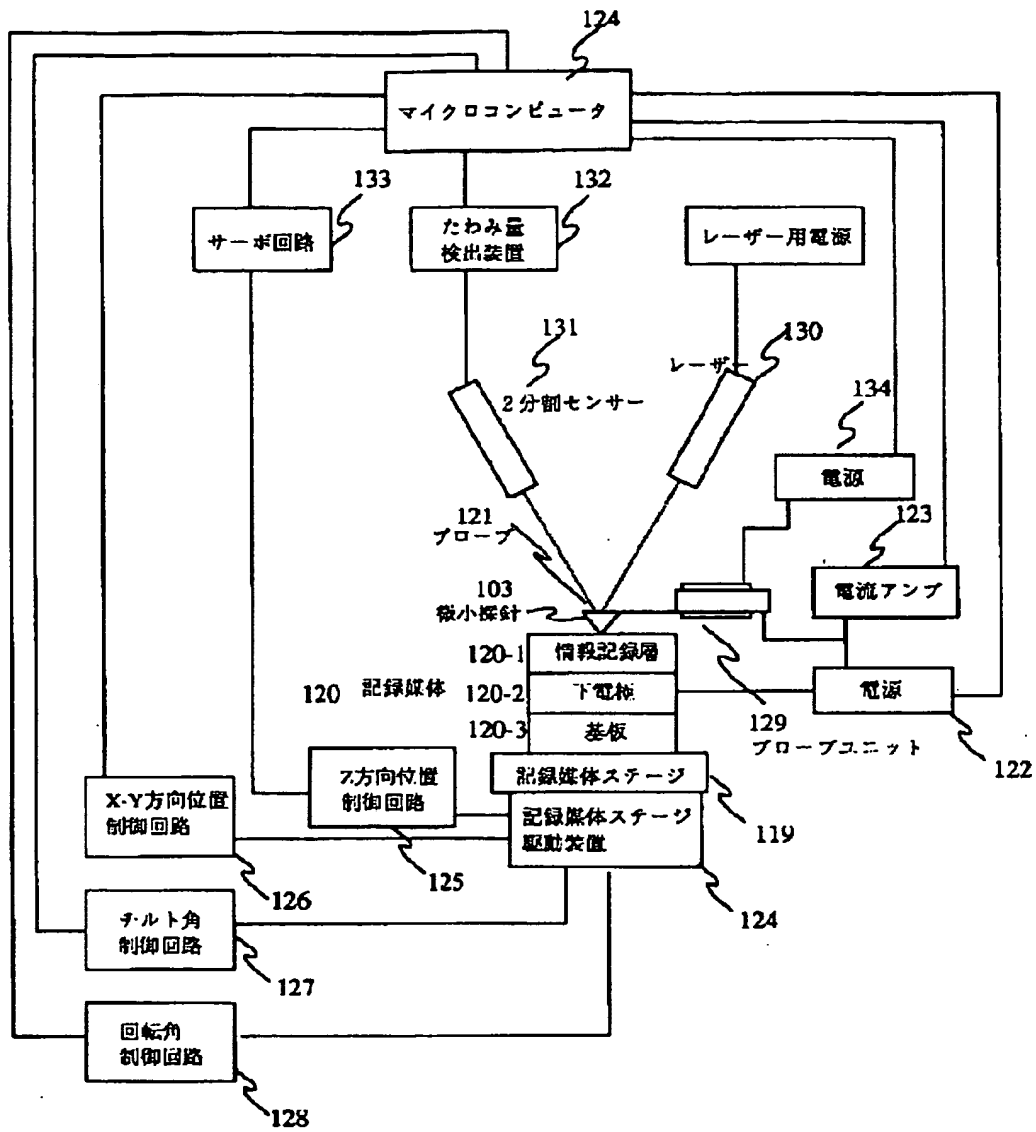 124
マイクロコンピュータ
133
132
サーボ回路
たわみ量
検出装置
レーザー用電源
131
130
2分割センサー
レーザー
134
電源
121
プローブ
123
電流アンプ
103
微小探針
120-1
情報記録層
120
記録媒体
120-2
下電極
120-3
基板
129
プローブユニット
電源
122
記録媒体ステージ
119
Z方向位置
制御回路
125
X-Y方向位置
制御回路
126
記録媒体ステージ
駆動装置
124
チルト角
制御回路
127
回転角
制御回路
128